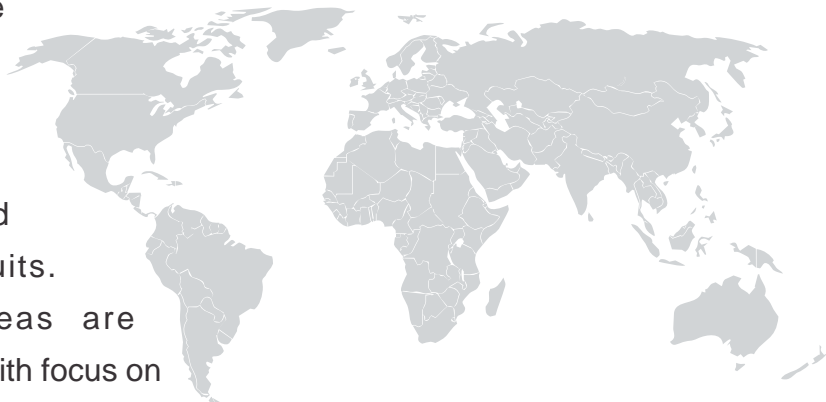 e
d
uits.
eas are
ith focus on